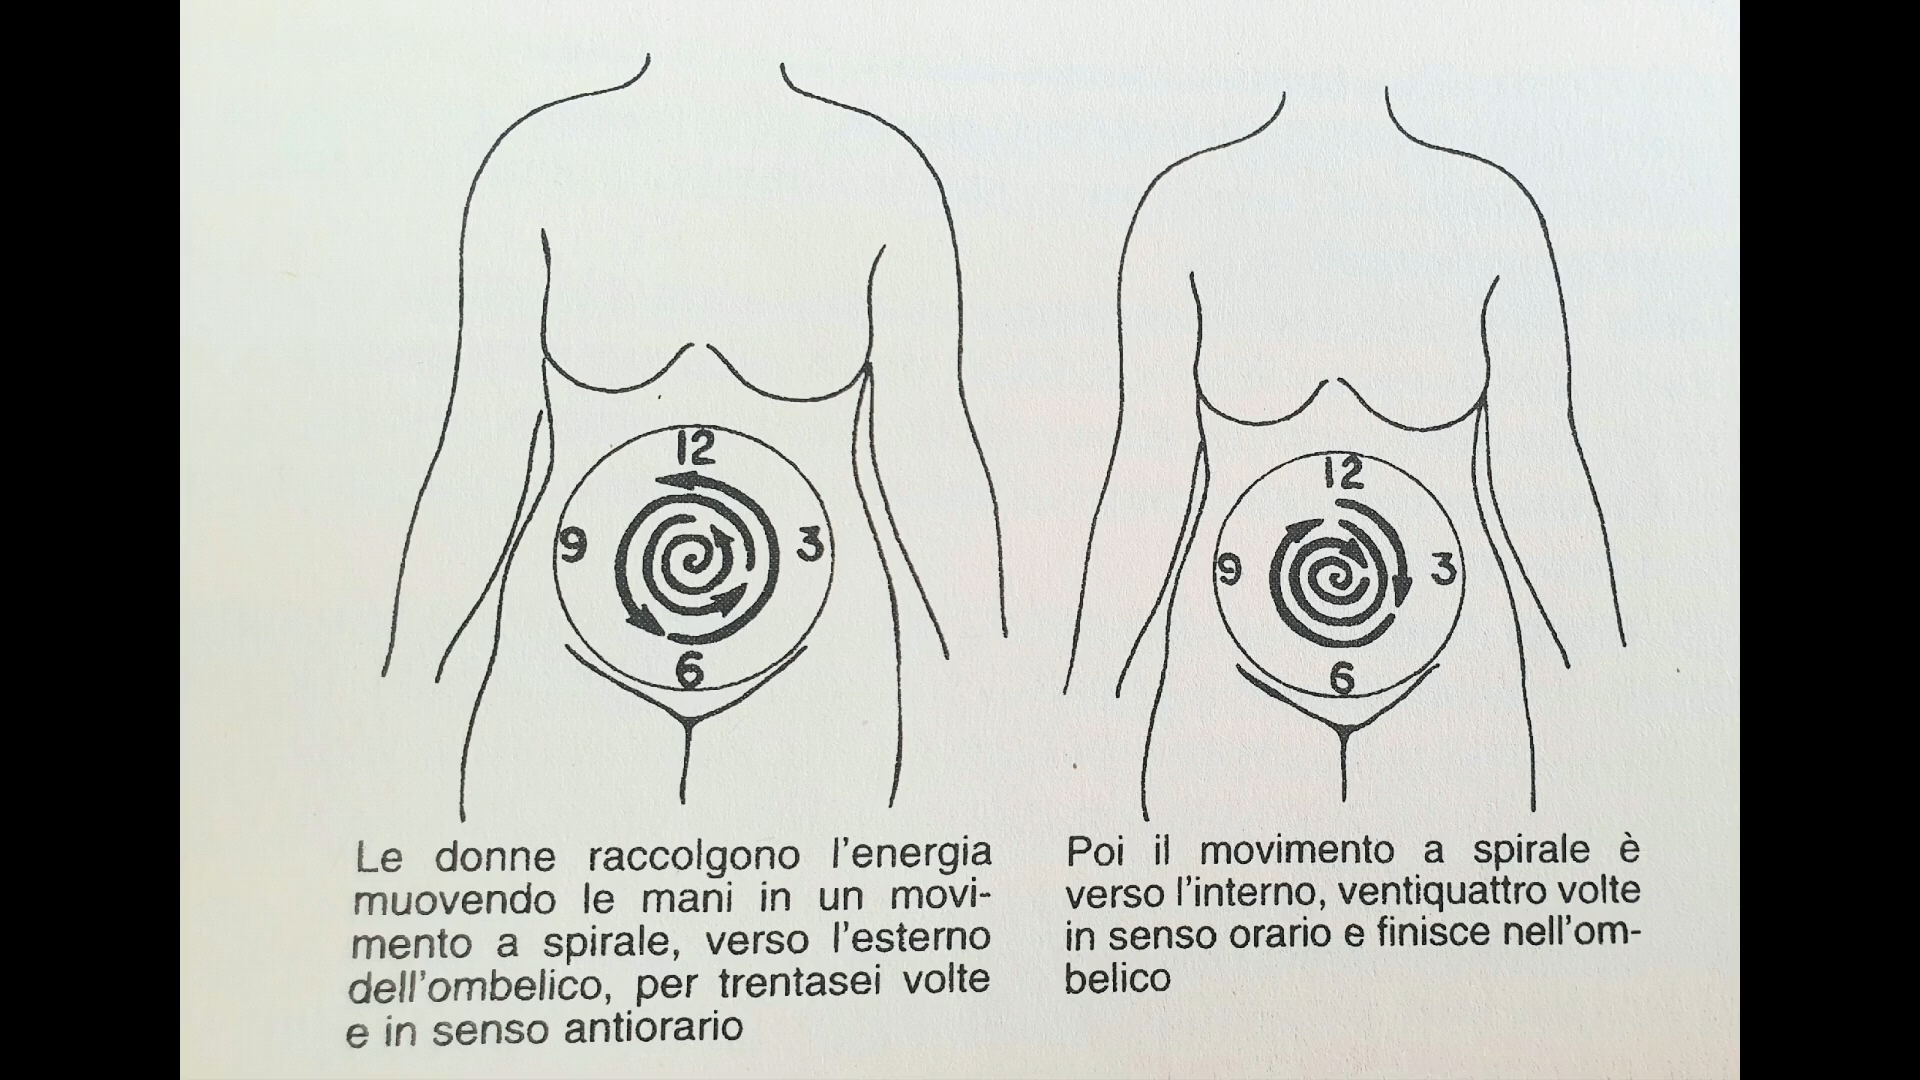 12
9
3
6
12
9
3
6
Le donne raccolgono l'energia
muovendo le mani in un movi-
mento a spirale, verso l'esterno
dell'ombelico, per trentasei volte
e in senso antiorario
Poi il movimento a spirale è
verso l'interno, ventiquattro volte
in senso orario e finisce nell'om-
belico